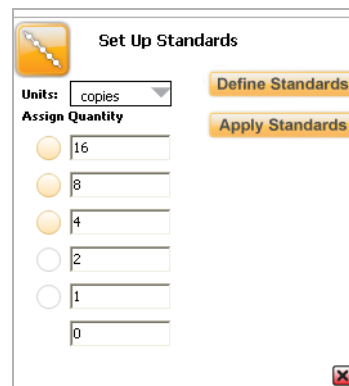 Set Up Standards
Units: copies
Define Standards
Assign Quantity
Apply Standards
16
8
4
2
1
0